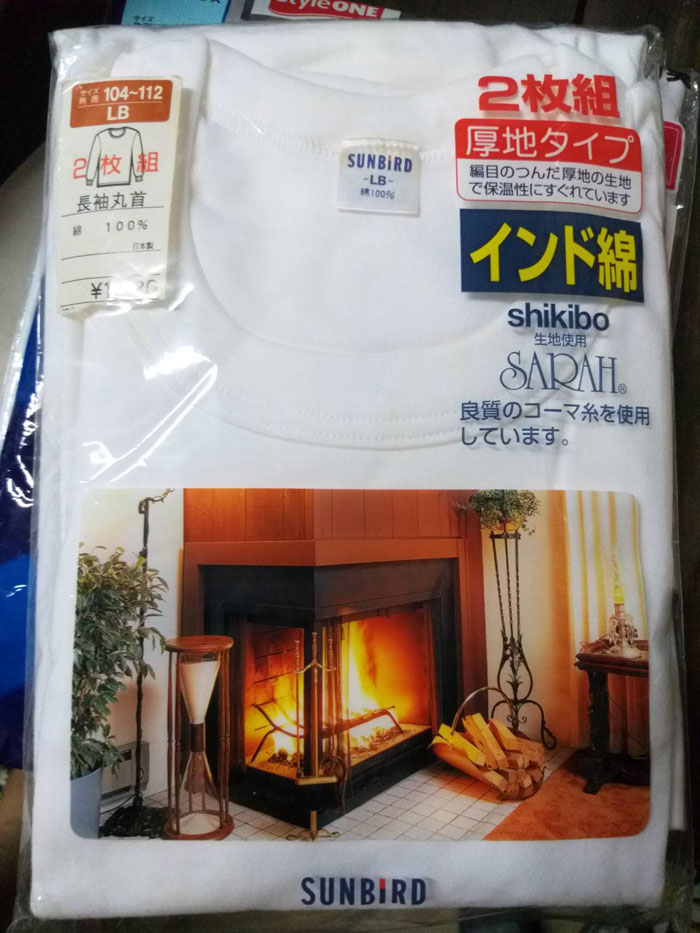 サイズ
StyleONE
サイズ
胸囲 104~112
LB
2枚組
長袖丸首
綿 100%
日本製
SUNBIRD
-LB-
綿100%
2枚組
厚地タイプ
編目のつんだ厚地の生地
で保温性にすぐれています
インド綿
shikibo
生地使用
SARAH®
良質のコーマ糸を使用
しています。
SUNBIRD